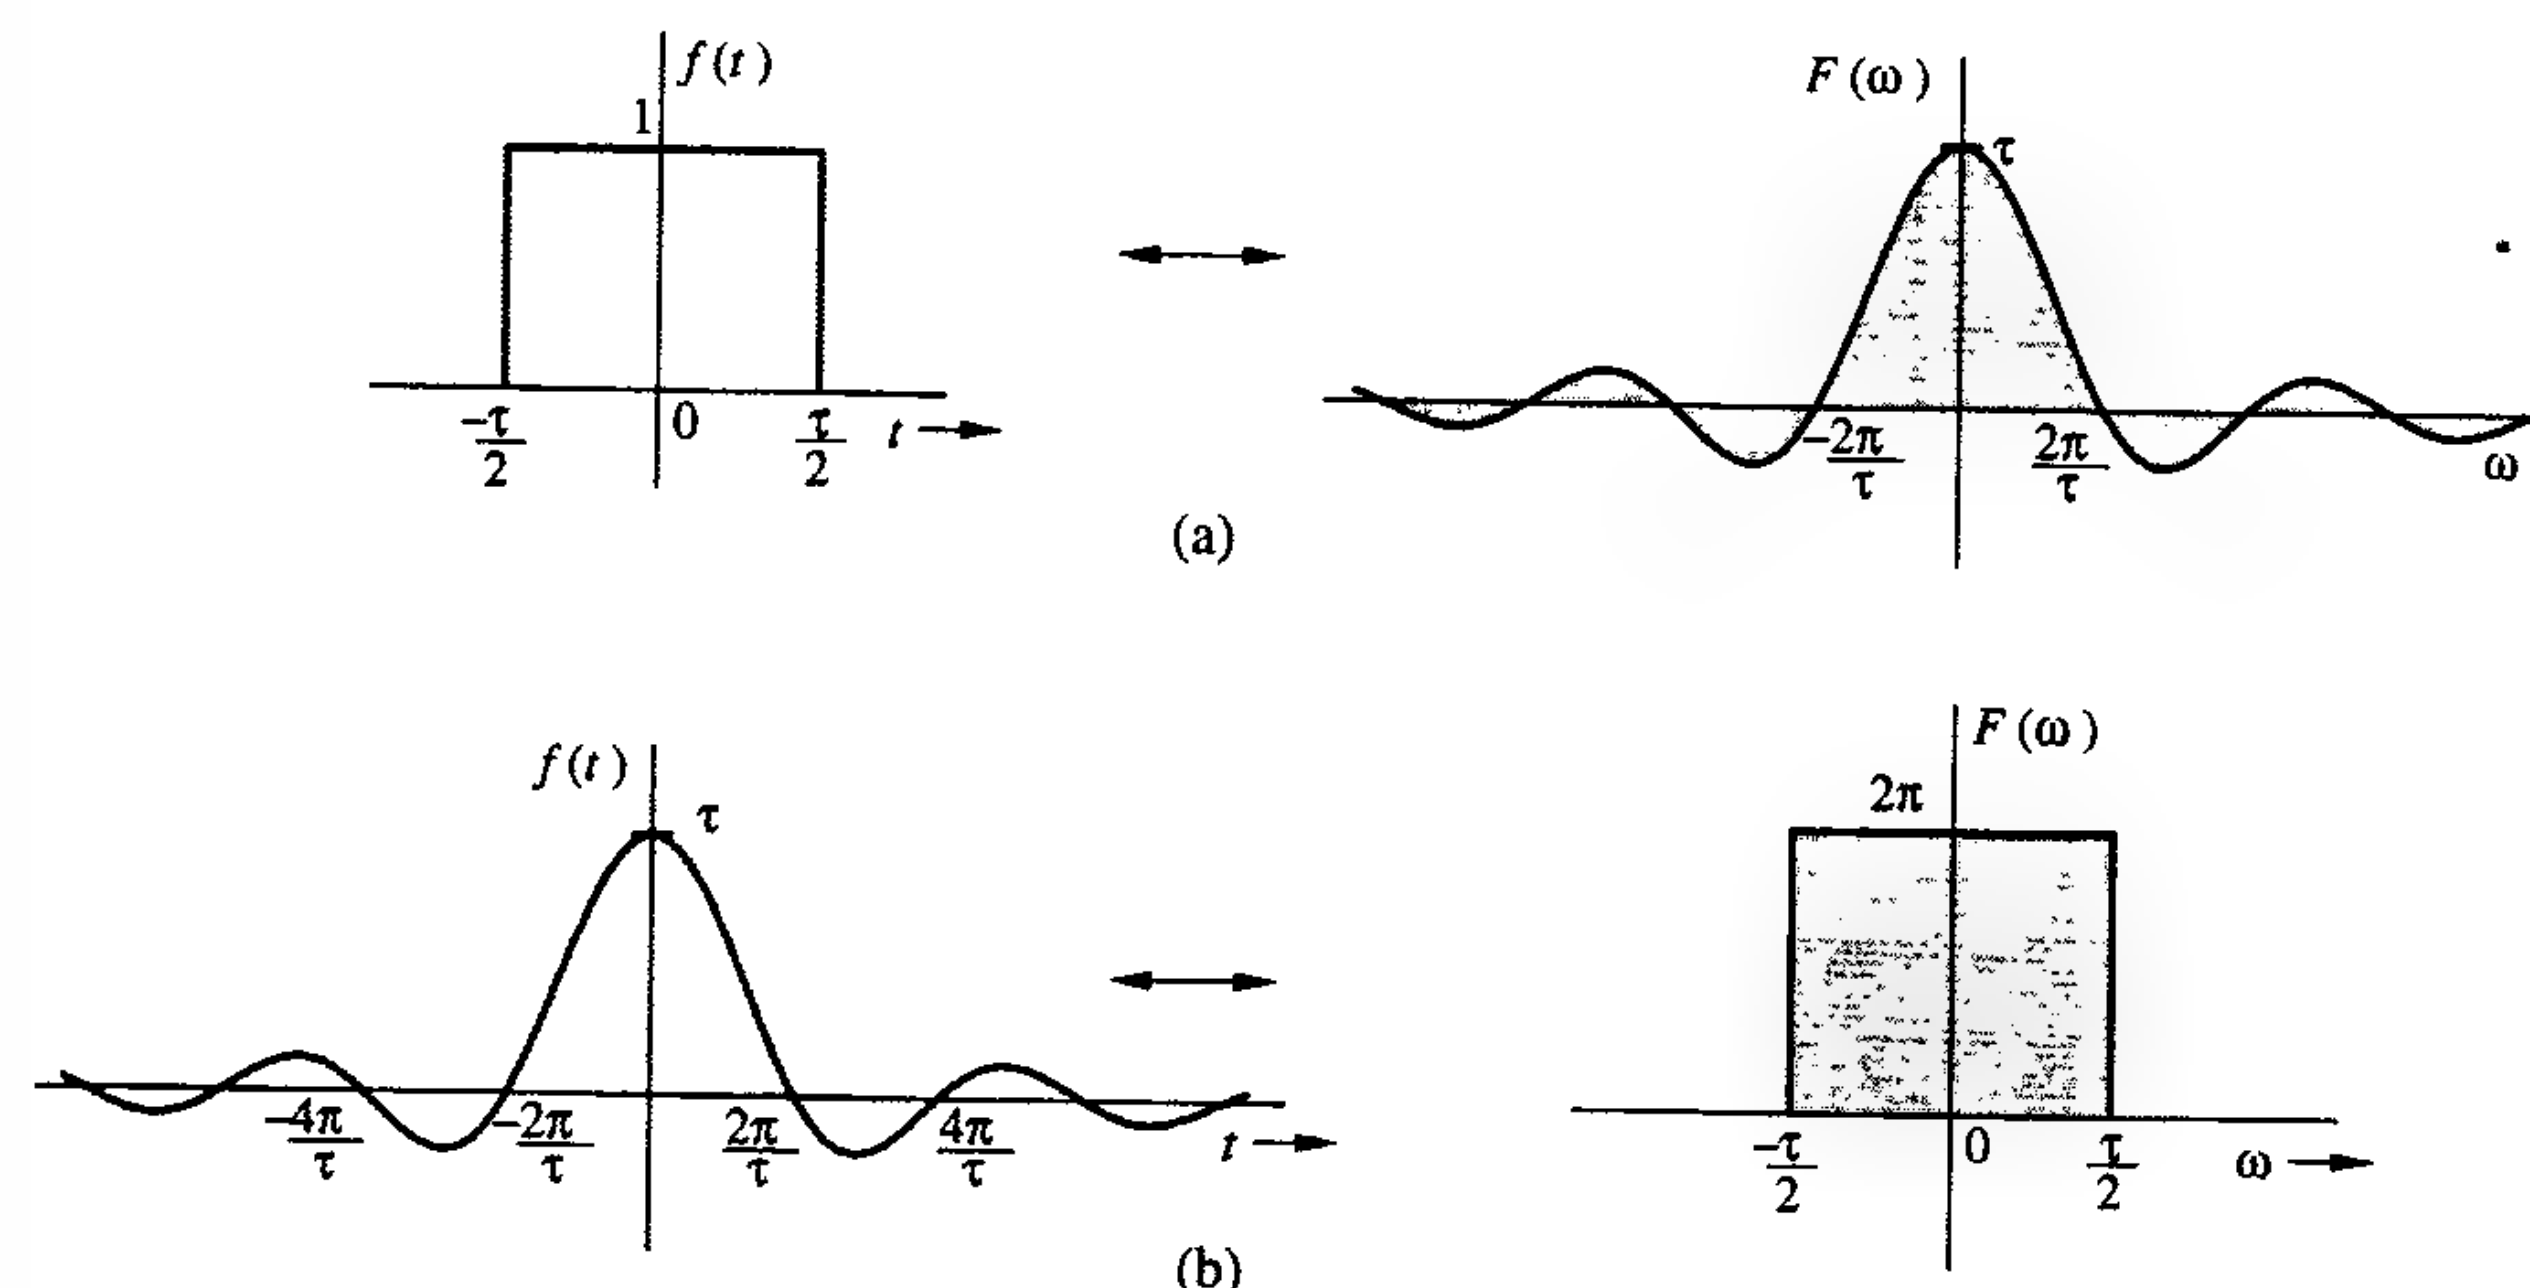 f(t)
1
-τ/2 0 τ/2 t
F(ω)
τ
-2π/τ 2π/τ ω
(a)
f(t)
τ
-4π/τ -2π/τ 2π/τ 4π/τ t
F(ω)
2π
-τ/2 0 τ/2 ω
(b)